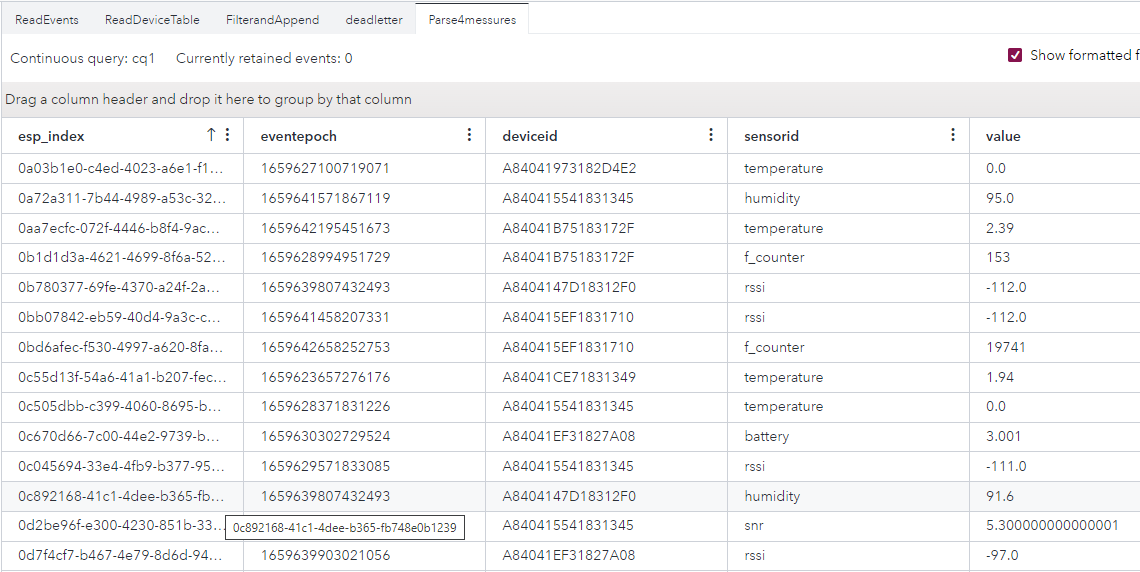 ReadEvents ReadDeviceTable FilterandAppend deadletter Parse4messures
Continuous query: cq1 Currently retained events: 0 Show formatted f
Drag a column header and drop it here to group by that column
esp_index ↑ eventepoch deviceid sensorid value
0a03b1e0-c4ed-4023-a6e1-f1... 1659627100719071 A84041973182D4E2 temperature 0.0
0a72a311-7b44-4989-a53c-32... 1659641571867119 A840415541831345 humidity 95.0
0aa7ecfc-072f-4446-b8f4-9ac... 1659642195451673 A84041B75183172F temperature 2.39
0b1d1d3a-4621-4699-8f6a-52... 1659628994951729 A84041B75183172F f_counter 153
0b780377-69fe-4370-a24f-2a... 1659639807432493 A8404147D18312F0 rssi -112.0
0bb07842-eb59-40d4-9a3c-c... 1659641458207331 A840415EF1831710 rssi -112.0
0bd6afec-f530-4997-a620-8fa... 1659642658252753 A840415EF1831710 f_counter 19741
0c55d13f-54a6-41a1-b207-fec... 1659623657276176 A84041CE71831349 temperature 1.94
0c505dbb-c399-4060-8695-b... 1659628371831226 A840415541831345 temperature 0.0
0c670d66-7c00-44e2-9739-b... 1659630302729524 A84041EF31827A08 battery 3.001
0c045694-33e4-4fb9-b377-95... 1659629571833085 A840415541831345 rssi -111.0
0c892168-41c1-4dee-b365-fb... 1659639807432493 A8404147D18312F0 humidity 91.6
0d2be96f-e300-4230-851b-33... 0c892168-41c1-4dee-b365-fb748e0b1239 A840415541831345 snr 5.300000000000001
0d7f4cf7-b467-4e79-8d6d-94... 1659639903021056 A84041EF31827A08 rssi -97.0